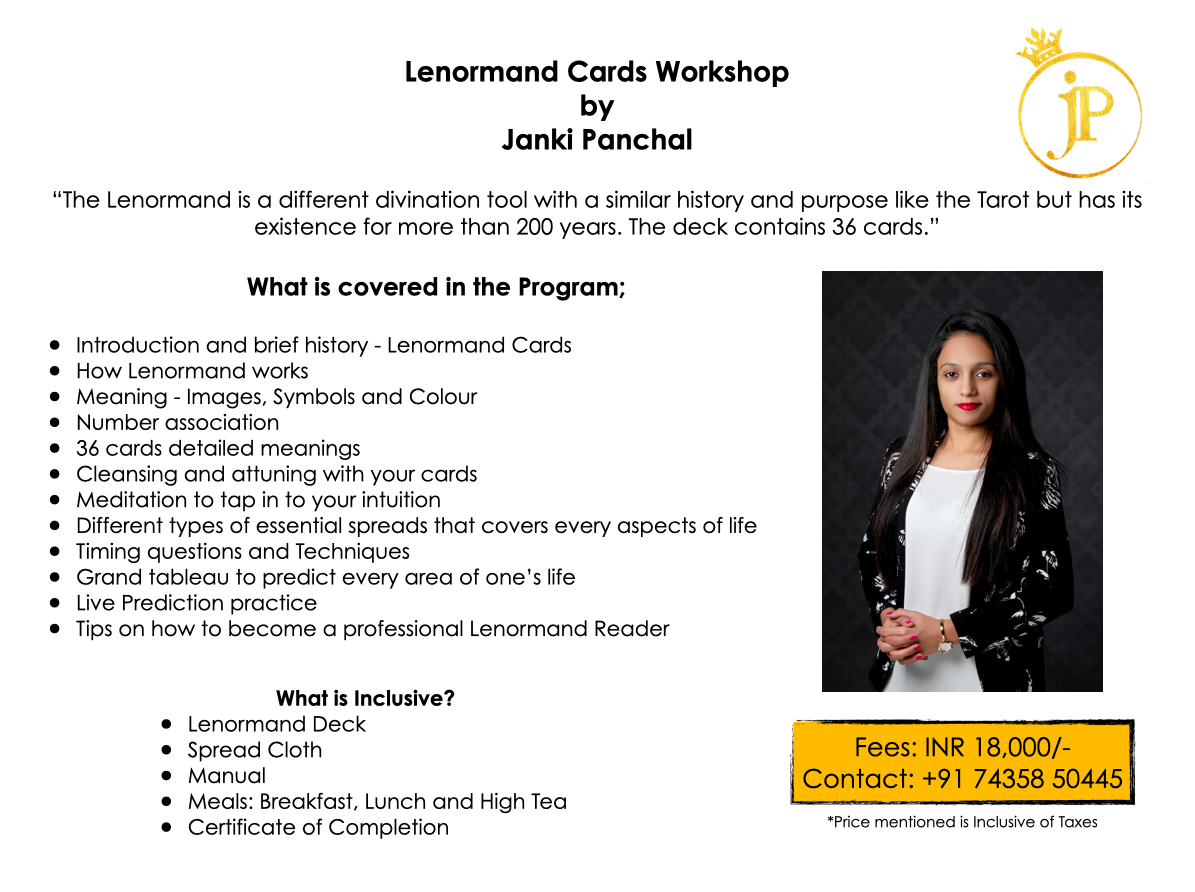 Lenormand Cards Workshop
by
Janki Panchal
jP
“The Lenormand is a different divination tool with a similar history and purpose like the Tarot but has its
existence for more than 200 years. The deck contains 36 cards.”
What is covered in the Program;
• Introduction and brief history - Lenormand Cards
• How Lenormand works
• Meaning - Images, Symbols and Colour
• Number association
• 36 cards detailed meanings
• Cleansing and attuning with your cards
• Meditation to tap in to your intuition
• Different types of essential spreads that covers every aspects of life
• Timing questions and Techniques
• Grand tableau to predict every area of one’s life
• Live Prediction practice
• Tips on how to become a professional Lenormand Reader
What is Inclusive?
• Lenormand Deck
• Spread Cloth
• Manual
• Meals: Breakfast, Lunch and High Tea
• Certificate of Completion
Fees: INR 18,000/-
Contact: +91 74358 50445
*Price mentioned is Inclusive of Taxes